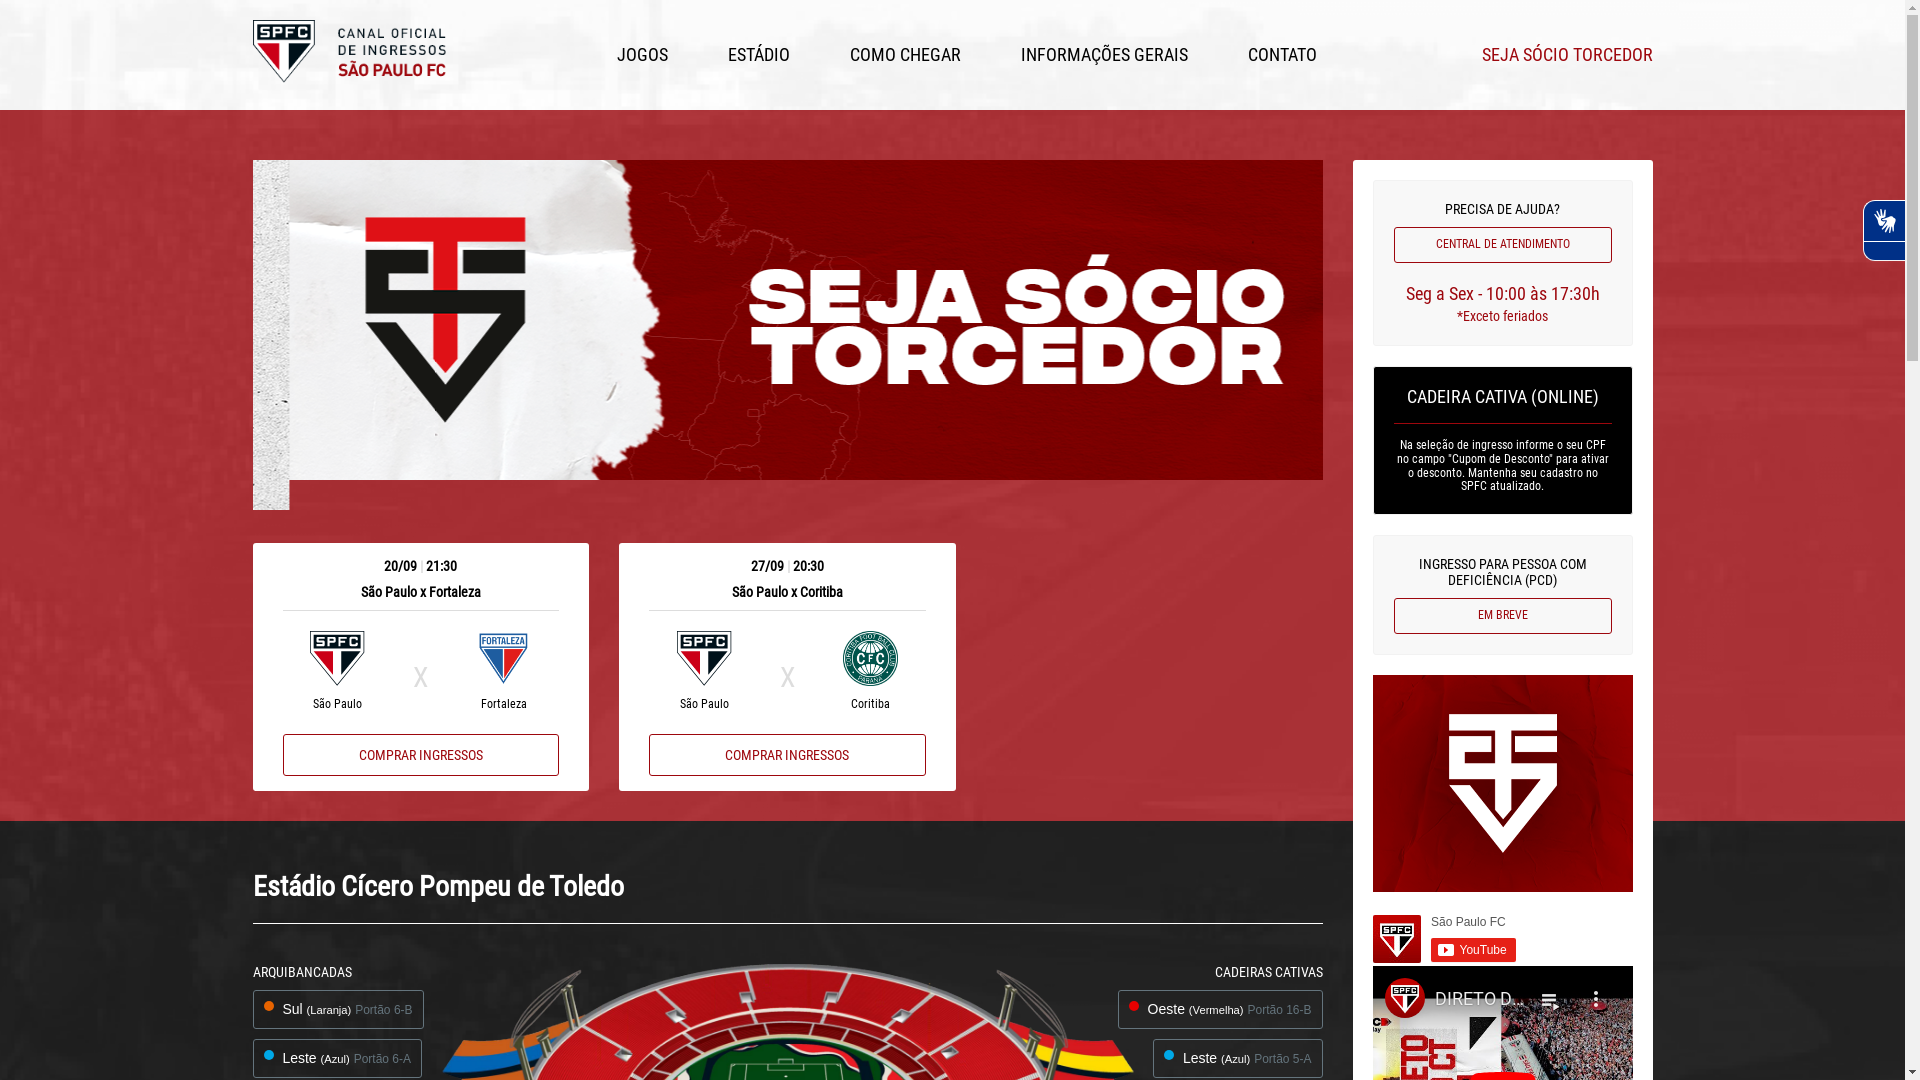 SPFC
CANAL OFICIAL
DE INGRESSOS
SÃO PAULO FC
JOGOS
ESTÁDIO
COMO CHEGAR
INFORMAÇÕES GERAIS
CONTATO
SEJA SÓCIO TORCEDOR
SEJA SÓCIO
TORCEDOR
20/09 | 21:30
São Paulo x Fortaleza
SPFC
X
FORTALEZA
São Paulo
Fortaleza
COMPRAR INGRESSOS
27/09 | 20:30
São Paulo x Coritiba
SPFC
X
CFC
São Paulo
Coritiba
COMPRAR INGRESSOS
PRECISA DE AJUDA?
CENTRAL DE ATENDIMENTO
Seg a Sex - 10:00 às 17:30h
*Exceto feriados
CADEIRA CATIVA (ONLINE)
Na seleção de ingresso informe o seu CPF
no campo "Cupom de Desconto" para ativar
o desconto. Mantenha seu cadastro no
SPFC atualizado.
INGRESSO PARA PESSOA COM
DEFICIÊNCIA (PCD)
EM BREVE
SPFC
São Paulo FC
YouTube
SPFC
DIRETO D...
Estádio Cícero Pompeu de Toledo
ARQUIBANCADAS
Sul (Laranja) Portão 6-B
Leste (Azul) Portão 6-A
CADEIRAS CATIVAS
Oeste (Vermelha) Portão 16-B
Leste (Azul) Portão 5-A